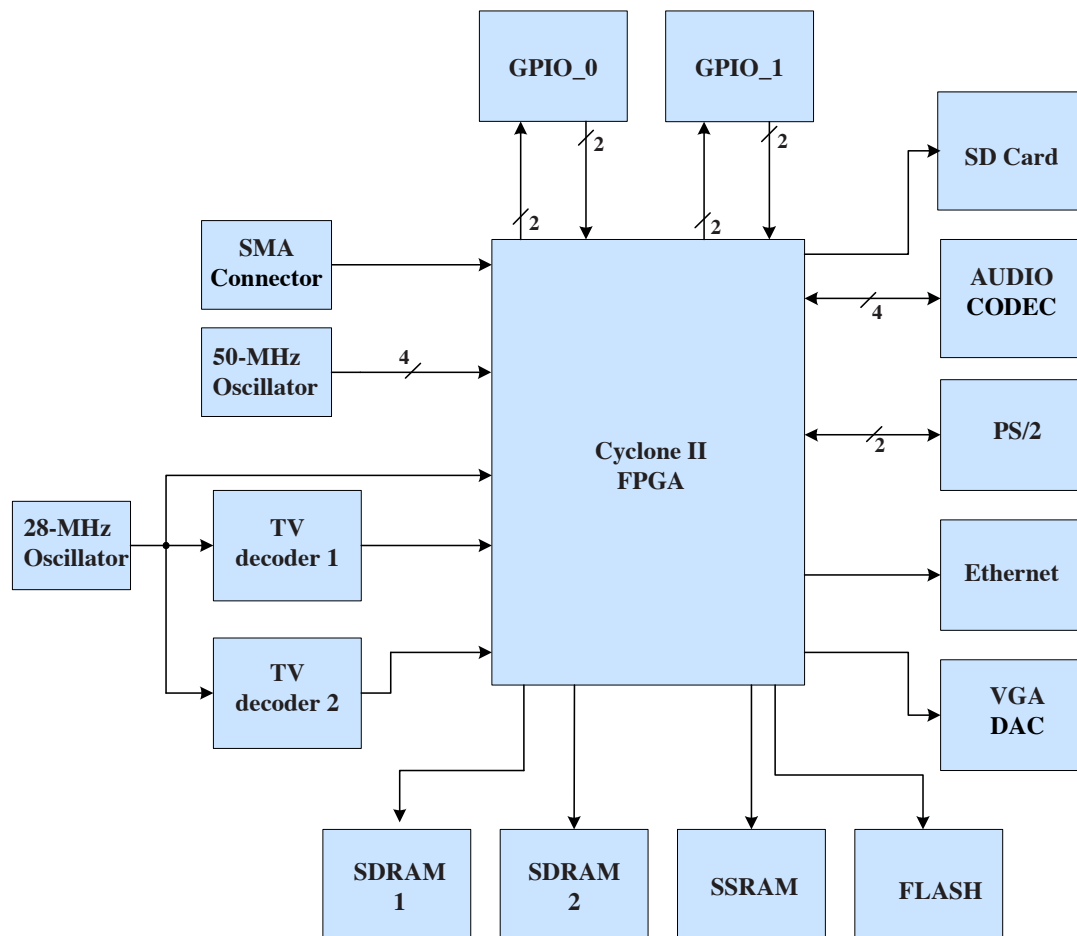 GPIO_0
GPIO_1
SD Card
2
2
2
2
SMA
Connector
AUDIO
CODEC
4
50-MHz
Oscillator
4
Cyclone II
FPGA
PS/2
2
28-MHz
Oscillator
TV
decoder 1
Ethernet
TV
decoder 2
VGA
DAC
SDRAM
1
SDRAM
2
SSRAM
FLASH